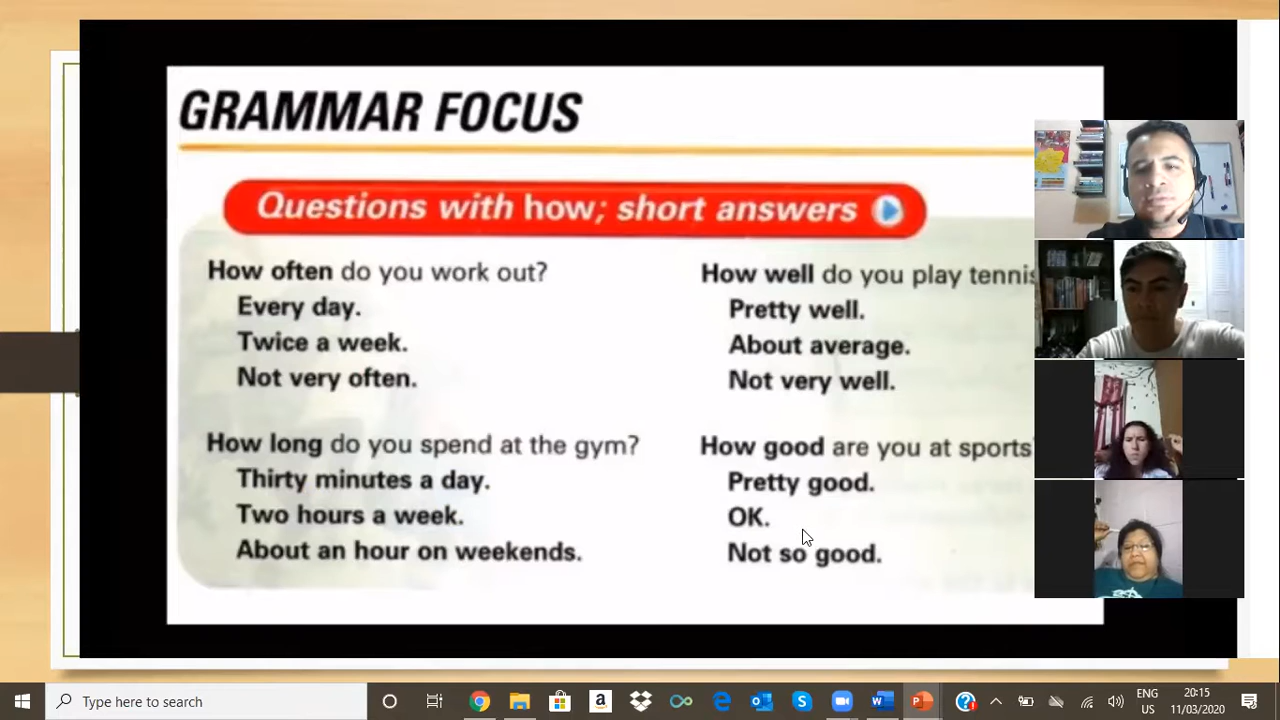 GRAMMAR FOCUS
Questions with how; short answers
How often do you work out?
Every day.
Twice a week.
Not very often.
How long do you spend at the gym?
Thirty minutes a day.
Two hours a week.
About an hour on weekends.
How well do you play tennis
Pretty well.
About average.
Not very well.
How good are you at sports?
Pretty good.
OK.
Not so good.
Type here to search
ENG
US
20:15
11/03/2020